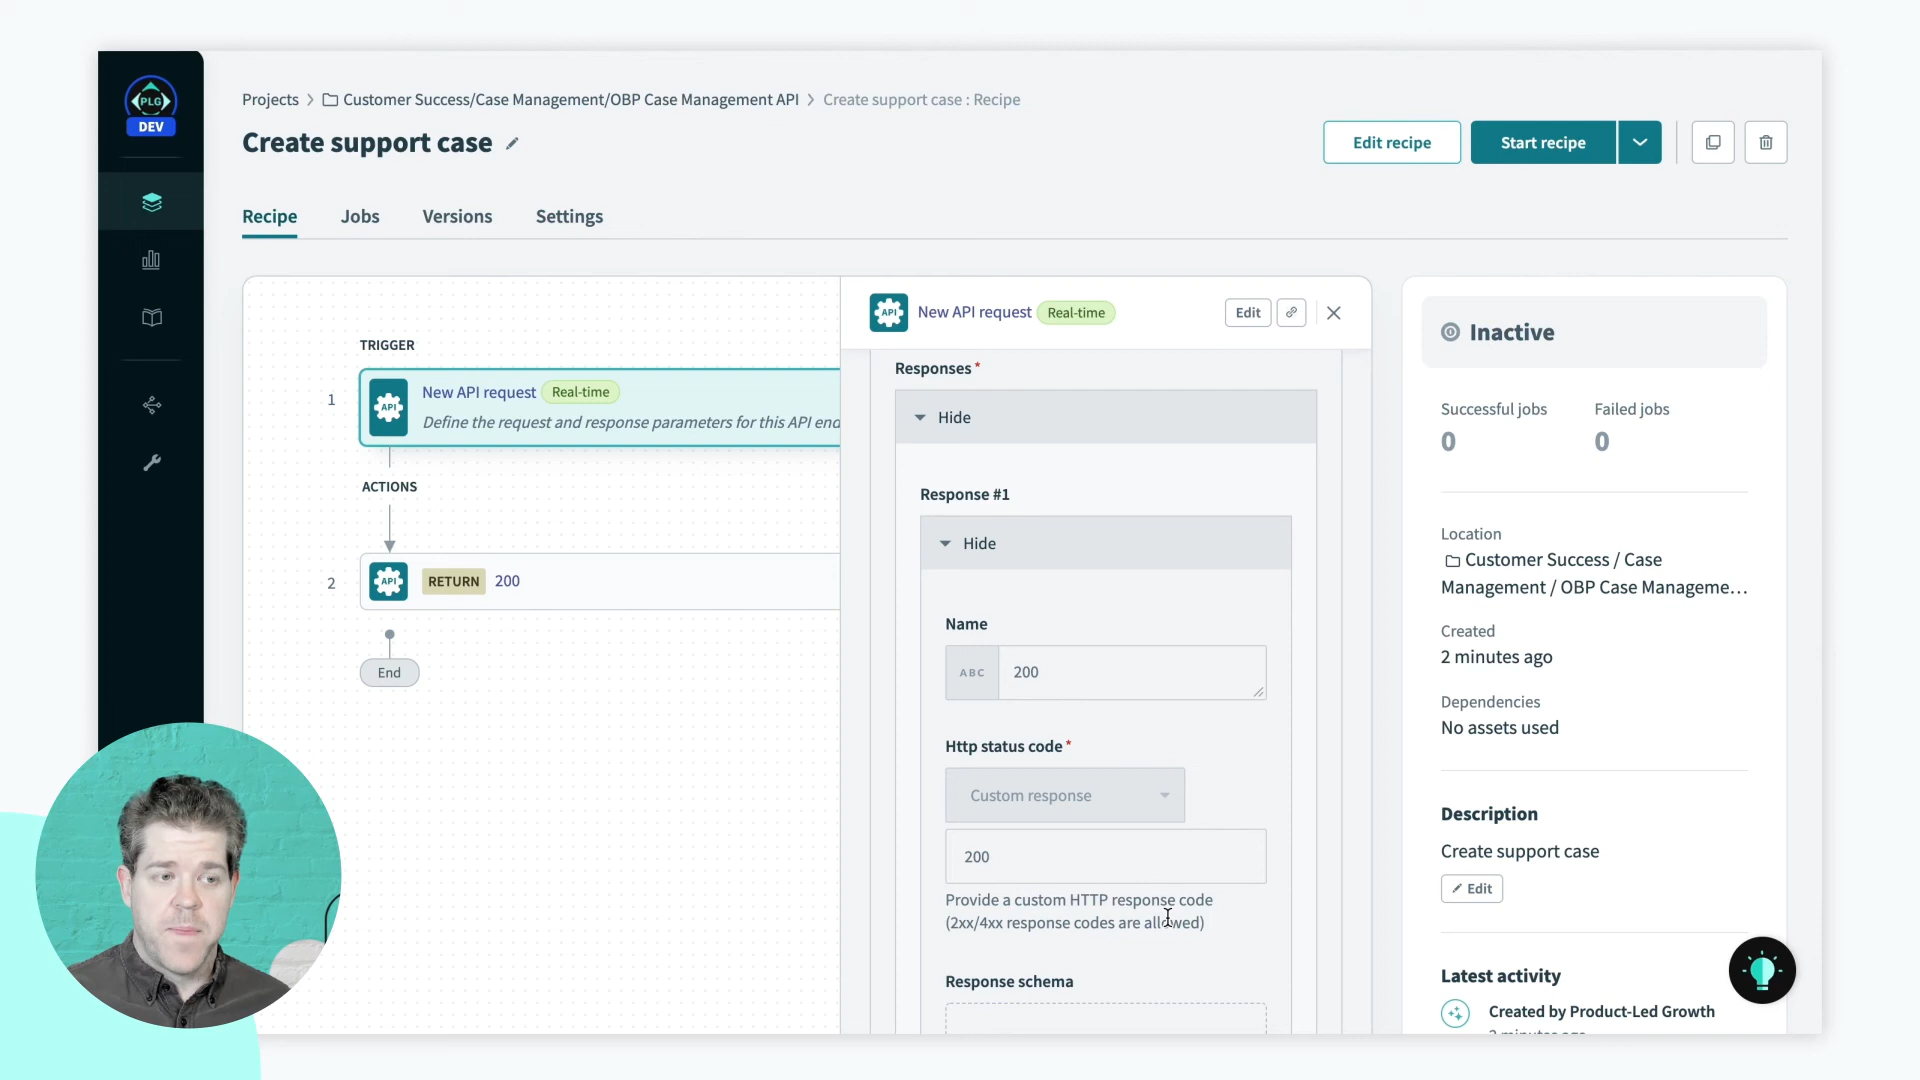 PLG
DEV
Projects
Customer Success/Case Management/OBP Case Management API
Create support case : Recipe
Create support case
Edit recipe
Start recipe
Recipe
Jobs
Versions
Settings
TRIGGER
1
API
New API request
Real-time
Define the request and response parameters for this API end
ACTIONS
2
API
RETURN
200
End
API
New API request
Real-time
Edit
Responses *
Hide
Response #1
Hide
Name
ABC
200
Http status code *
Custom response
200
Provide a custom HTTP response code
(2xx/4xx response codes are allowed)
Response schema
Inactive
Successful jobs
Failed jobs
0
0
Location
Customer Success / Case
Management / OBP Case Manageme...
Created
2 minutes ago
Dependencies
No assets used
Description
Create support case
Edit
Latest activity
Created by Product-Led Growth
2 minutes ago